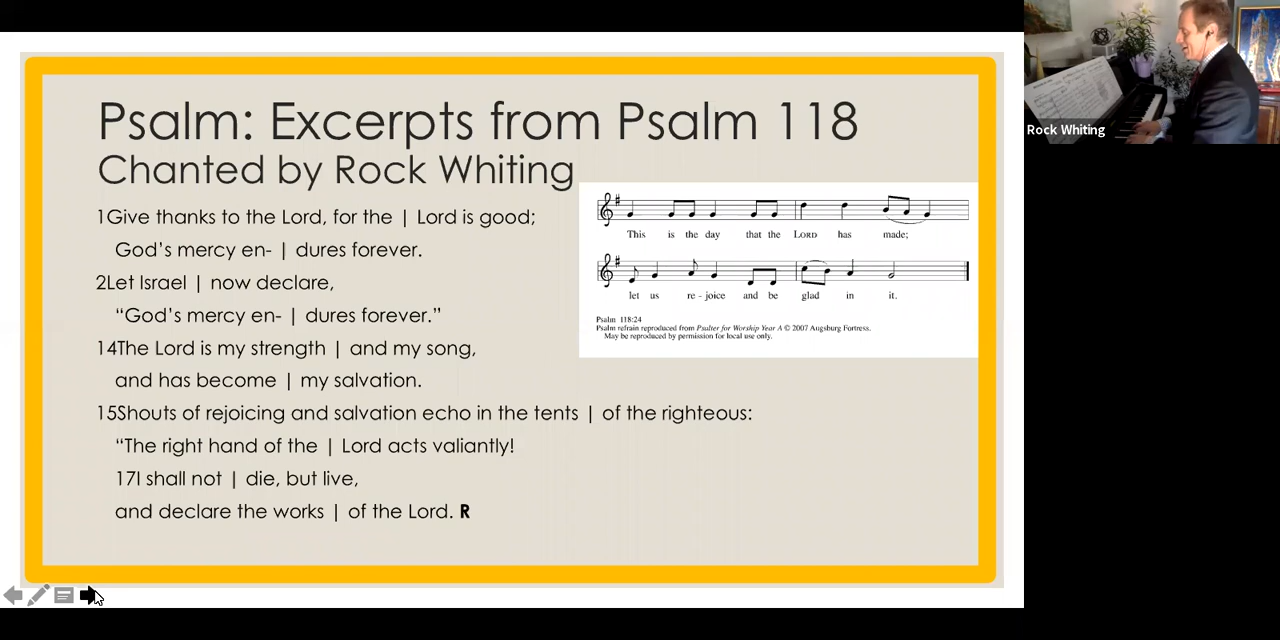 Psalm: Excerpts from Psalm 118
Chanted by Rock Whiting
1Give thanks to the Lord, for the | Lord is good;
God’s mercy en- | dures forever.
2Let Israel | now declare,
“God’s mercy en- | dures forever.”
14The Lord is my strength | and my song,
and has become | my salvation.
15Shouts of rejoicing and salvation echo in the tents | of the righteous:
“The right hand of the | Lord acts valiantly!
17I shall not | die, but live,
and declare the works | of the Lord. R
This is the day that the LORD has made;
let us re - joice and be glad in it.
Psalm 118:24
Psalm refrain reproduced from Psalter for Worship Year A © 2007 Augsburg Fortress.
May be reproduced by permission for local use only.
Rock Whiting